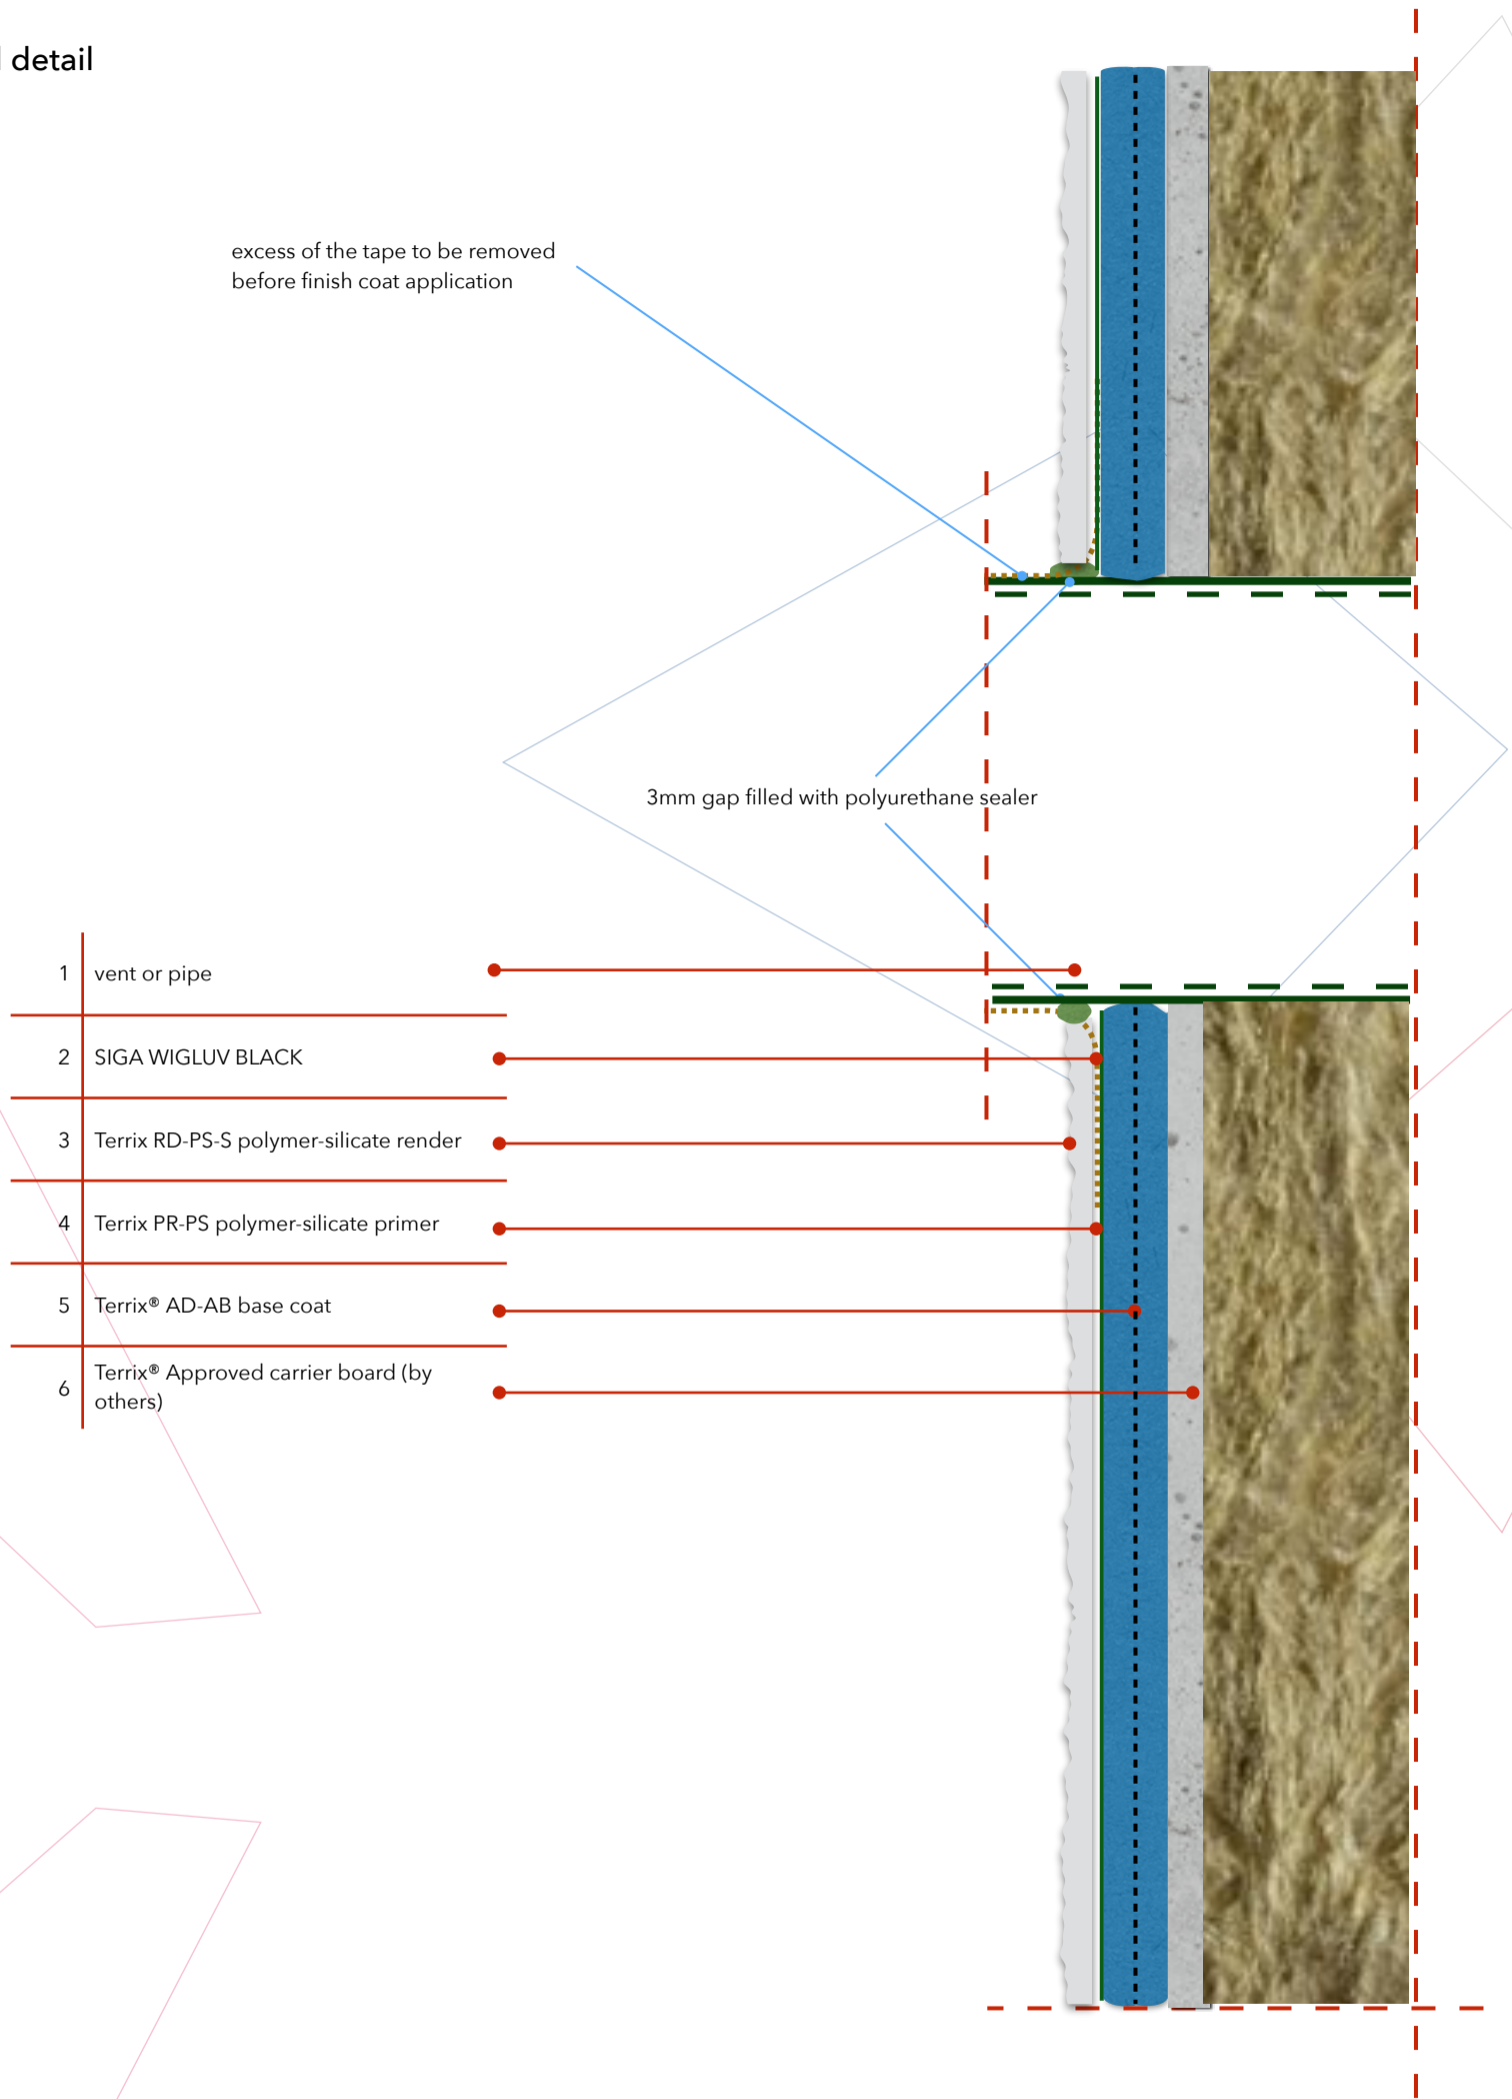 detail
excess of the tape to be removed
before finish coat application
3mm gap filled with polyurethane sealer
1 vent or pipe
2 SIGA WIGLUV BLACK
3 Terrix RD-PS-S polymer-silicate render
4 Terrix PR-PS polymer-silicate primer
5 Terrix® AD-AB base coat
6 Terrix® Approved carrier board (by
others)